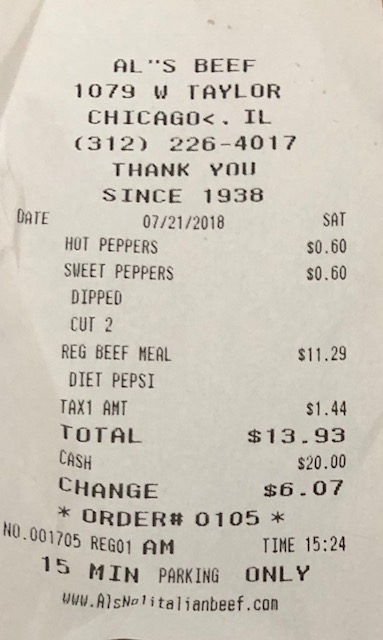 AL"S BEEF
1079 W TAYLOR
CHICAGO<. IL
(312) 226-4017
THANK YOU
SINCE 1938
DATE 07/21/2018 SAT
HOT PEPPERS $0.60
SWEET PEPPERS $0.60
DIPPED
CUT 2
REG BEEF MEAL $11.29
DIET PEPSI
TAX1 AMT $1.44
TOTAL $13.93
CASH $20.00
CHANGE $6.07
* ORDER# 0105 *
NO.001705 REG01 AM TIME 15:24
15 MIN PARKING ONLY
www.AlsNo1italianbeef.com